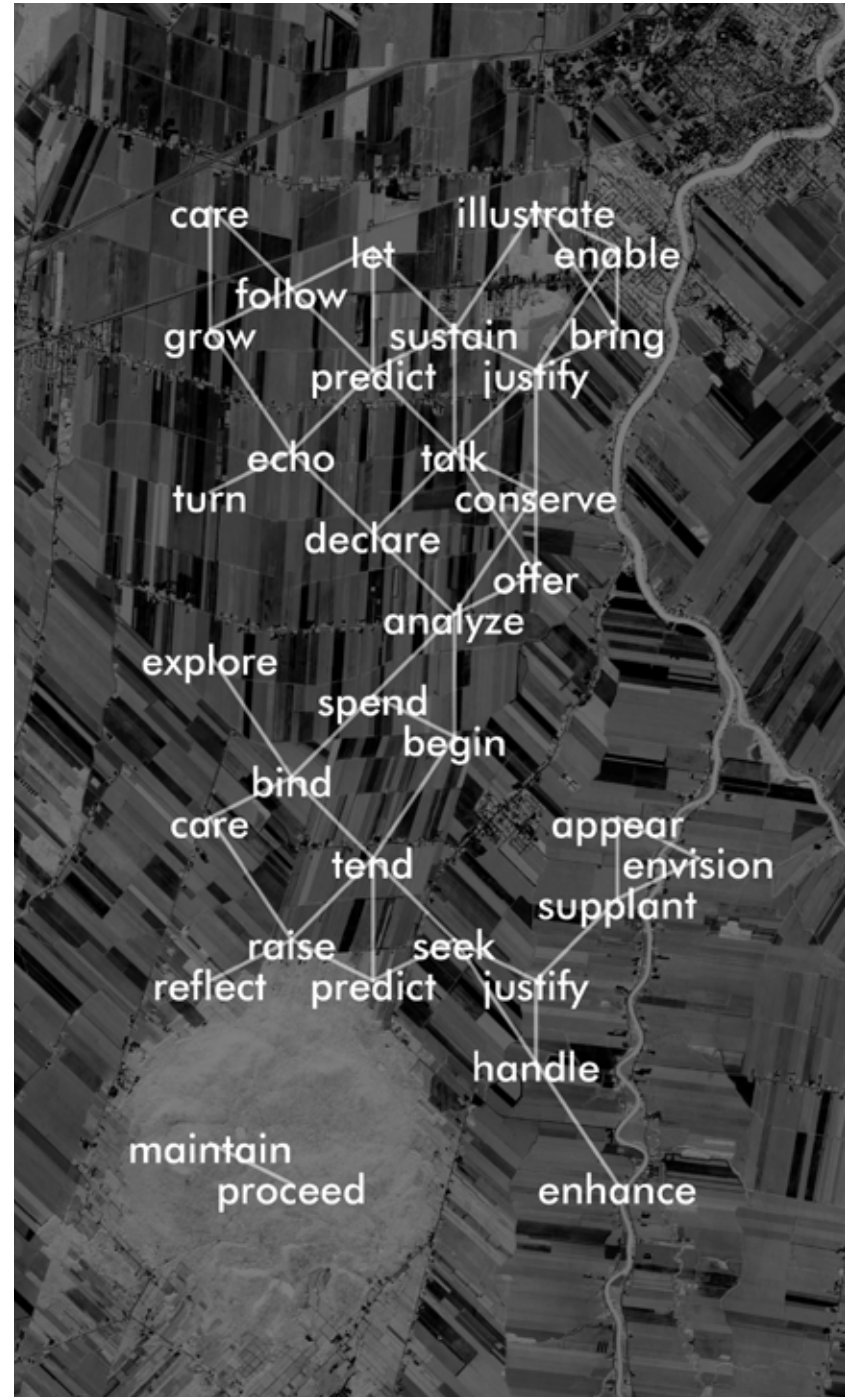 care
illustrate
let
enable
follow
grow
sustain
bring
predict
justify
echo
talk
turn
conserve
declare
offer
analyze
explore
spend
begin
bind
care
appear
tend
envision
supplant
raise
seek
reflect
predict
justify
handle
maintain
proceed
enhance